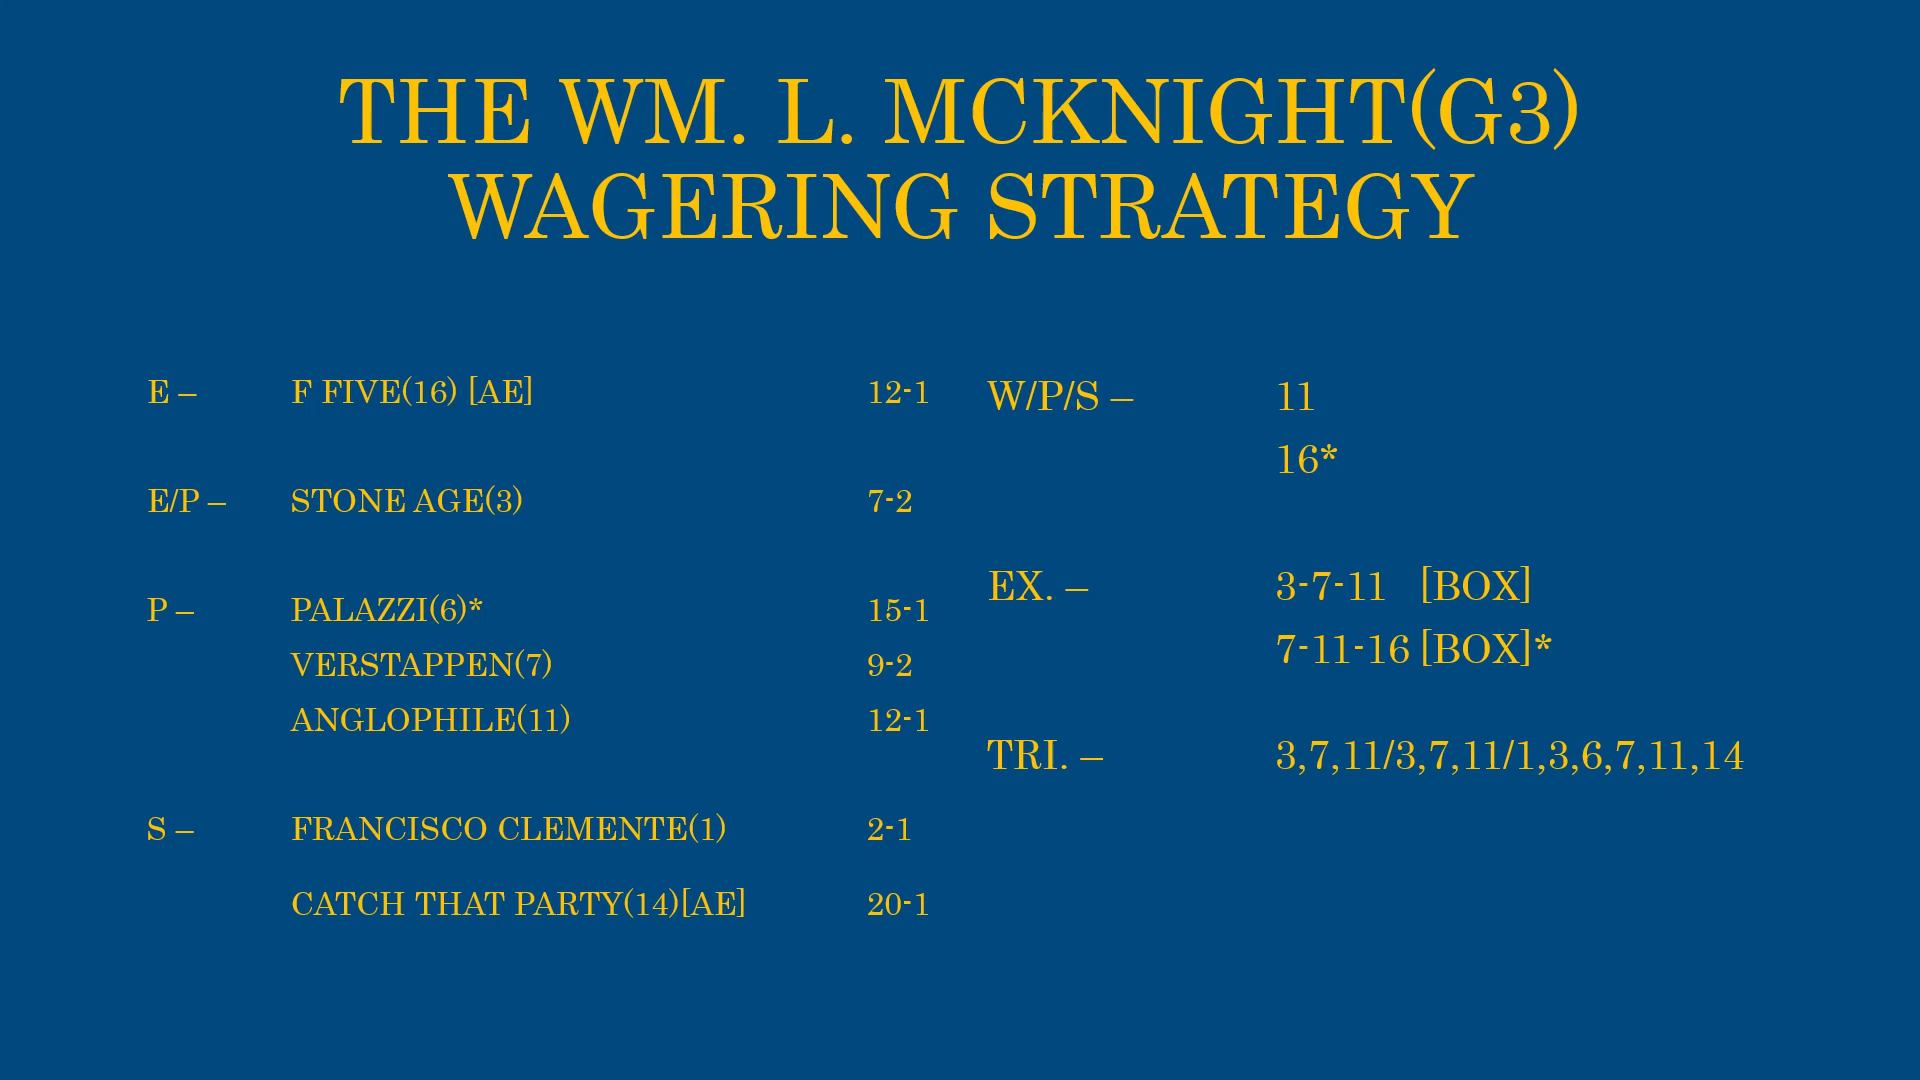 THE WM. L. MCKNIGHT(G3)
WAGERING STRATEGY
E – F FIVE(16) [AE] 12-1
E/P – STONE AGE(3) 7-2
P – PALAZZI(6)* 15-1
VERSTAPPEN(7) 9-2
ANGLOPHILE(11) 12-1
S – FRANCISCO CLEMENTE(1) 2-1
CATCH THAT PARTY(14)[AE] 20-1
W/P/S – 11
16*
EX. – 3-7-11 [BOX]
7-11-16 [BOX]*
TRI. – 3,7,11/3,7,11/1,3,6,7,11,14